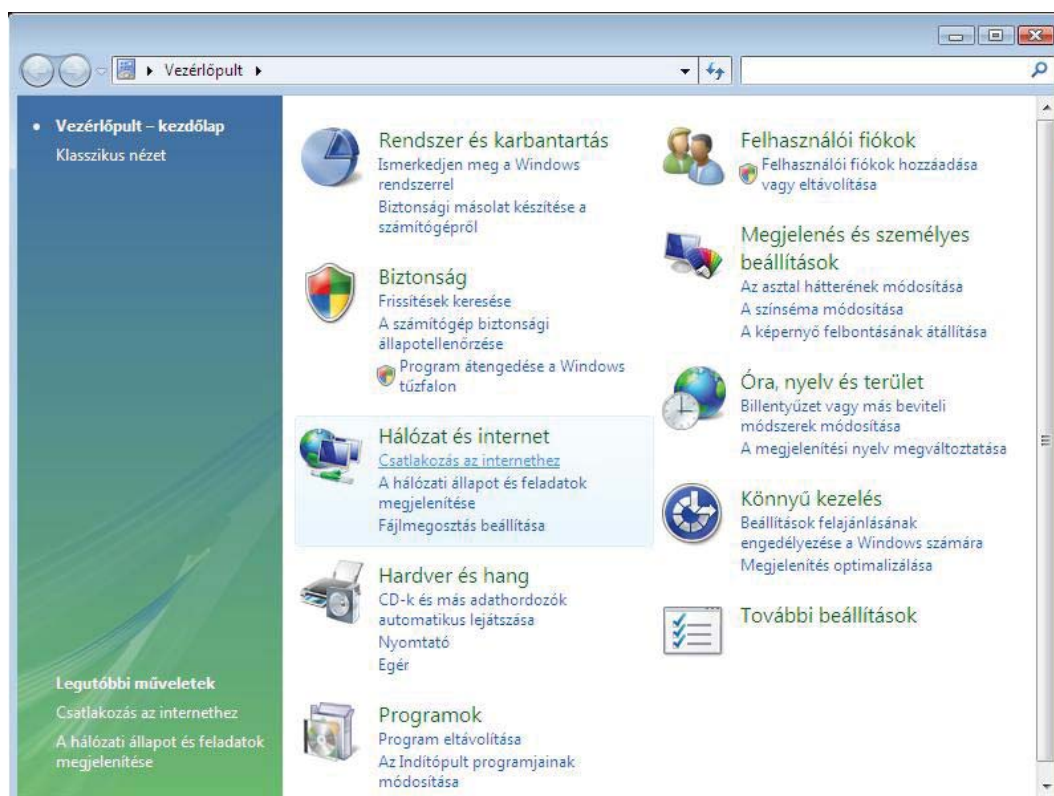 Vezérlőpult
Vezérlőpult – kezdőlap
Klasszikus nézet
Legutóbbi műveletek
Csatlakozás az internethez
A hálózati állapot és feladatok
megjelenítése
Rendszer és karbantartás
Ismerkedjen meg a Windows
rendszerrel
Biztonsági másolat készítése a
számítógépről
Biztonság
Frissítések keresése
A számítógép biztonsági
állapotellenőrzése
Program átengedése a Windows
tűzfalon
Hálózat és internet
Csatlakozás az internethez
A hálózati állapot és feladatok
megjelenítése
Fájlmegosztás beállítása
Hardver és hang
CD-k és más adathordozók
automatikus lejátszása
Nyomtató
Egér
Programok
Program eltávolítása
Az Indítópult programjainak
módosítása
Felhasználói fiókok
Felhasználói fiókok hozzáadása
vagy eltávolítása
Megjelenés és személyes
beállítások
Az asztal hátterének módosítása
A színséma módosítása
A képernyő felbontásának átállítása
Óra, nyelv és terület
Billentyűzet vagy más beviteli
módszerek módosítása
A megjelenítési nyelv megváltoztatása
Könnyű kezelés
Beállítások felajánlásának
engedélyezése a Windows számára
Megjelenítés optimalizálása
További beállítások